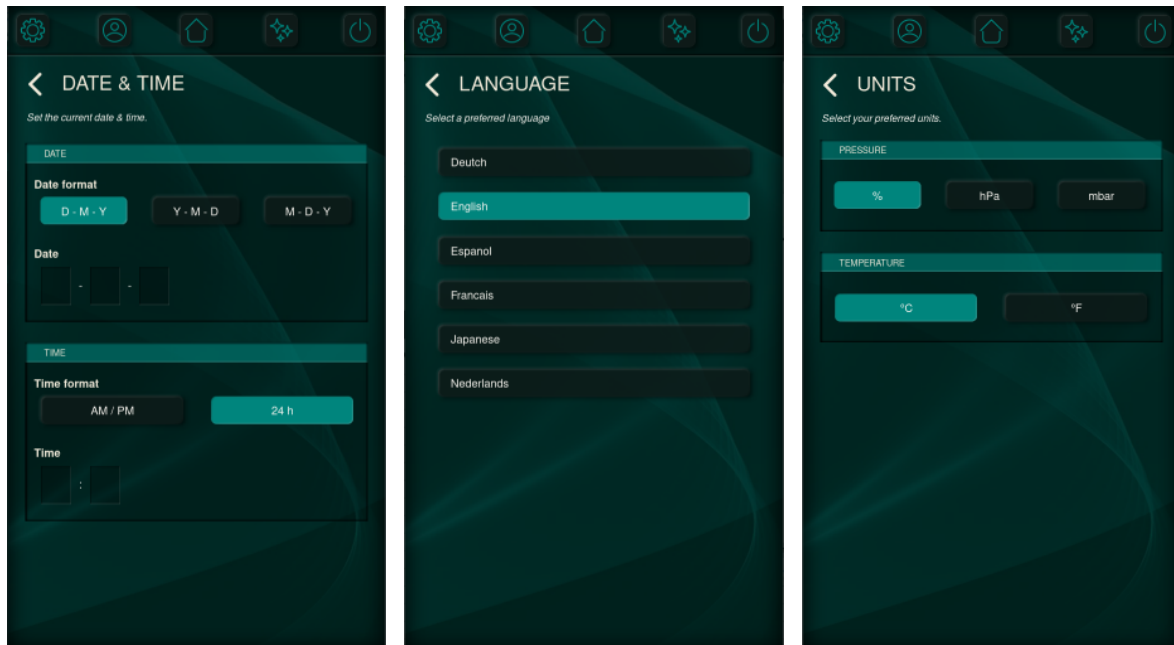 DATE & TIME
Set the current date & time.
DATE
Date format
D - M - Y
Y - M - D
M - D - Y
Date
- -
TIME
Time format
AM / PM
24 h
Time
:
LANGUAGE
Select a preferred language
Deutch
English
Espanol
Francais
Japanese
Nederlands
UNITS
Select your preferred units.
PRESSURE
%
hPa
mbar
TEMPERATURE
°C
°F